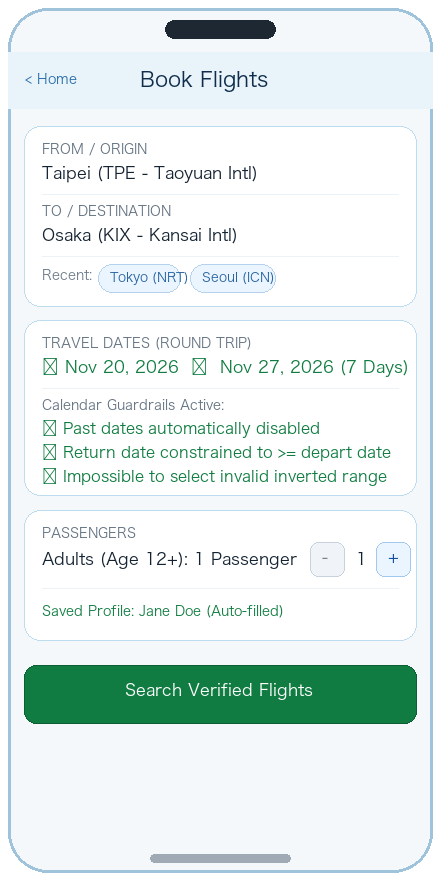 < Home
Book Flights
FROM / ORIGIN
Taipei (TPE - Taoyuan Intl)
TO / DESTINATION
Osaka (KIX - Kansai Intl)
Recent: Tokyo (NRT) Seoul (ICN)
TRAVEL DATES (ROUND TRIP)
Nov 20, 2026 Nov 27, 2026 (7 Days)
Calendar Guardrails Active:
Past dates automatically disabled
Return date constrained to >= depart date
Impossible to select invalid inverted range
PASSENGERS
Adults (Age 12+): 1 Passenger - 1 +
Saved Profile: Jane Doe (Auto-filled)
Search Verified Flights